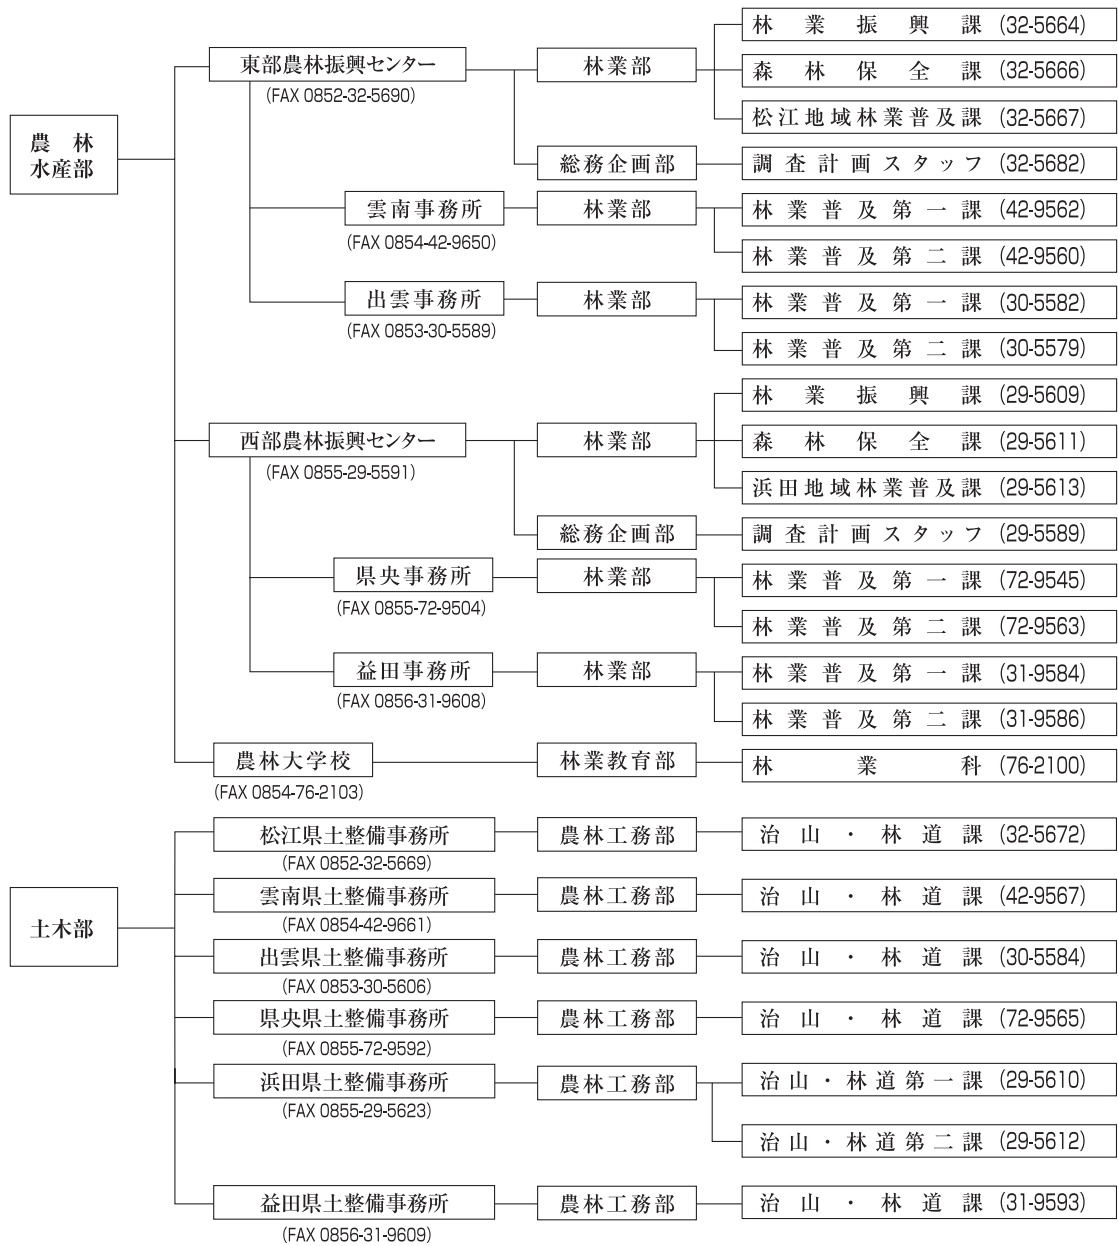 農林
水産部
東部農林振興センター
(FAX 0852-32-5690)
林業部
林業振興課 (32-5664)
森林保全課 (32-5666)
松江地域林業普及課 (32-5667)
総務企画部
調査計画スタッフ (32-5682)
雲南事務所
(FAX 0854-42-9650)
林業部
林業普及第一課 (42-9562)
林業普及第二課 (42-9560)
出雲事務所
(FAX 0853-30-5589)
林業部
林業普及第一課 (30-5582)
林業普及第二課 (30-5579)
西部農林振興センター
(FAX 0855-29-5591)
林業部
林業振興課 (29-5609)
森林保全課 (29-5611)
浜田地域林業普及課 (29-5613)
総務企画部
調査計画スタッフ (29-5589)
県央事務所
(FAX 0855-72-9504)
林業部
林業普及第一課 (72-9545)
林業普及第二課 (72-9563)
益田事務所
(FAX 0856-31-9608)
林業部
林業普及第一課 (31-9584)
林業普及第二課 (31-9586)
農林大学校
(FAX 0854-76-2103)
林業教育部
林業科 (76-2100)
土木部
松江県土整備事務所
(FAX 0852-32-5669)
農林工務部
治山・林道課 (32-5672)
雲南県土整備事務所
(FAX 0854-42-9661)
農林工務部
治山・林道課 (42-9567)
出雲県土整備事務所
(FAX 0853-30-5606)
農林工務部
治山・林道課 (30-5584)
県央県土整備事務所
(FAX 0855-72-9592)
農林工務部
治山・林道課 (72-9565)
浜田県土整備事務所
(FAX 0855-29-5623)
農林工務部
治山・林道第一課 (29-5610)
治山・林道第二課 (29-5612)
益田県土整備事務所
(FAX 0856-31-9609)
農林工務部
治山・林道課 (31-9593)